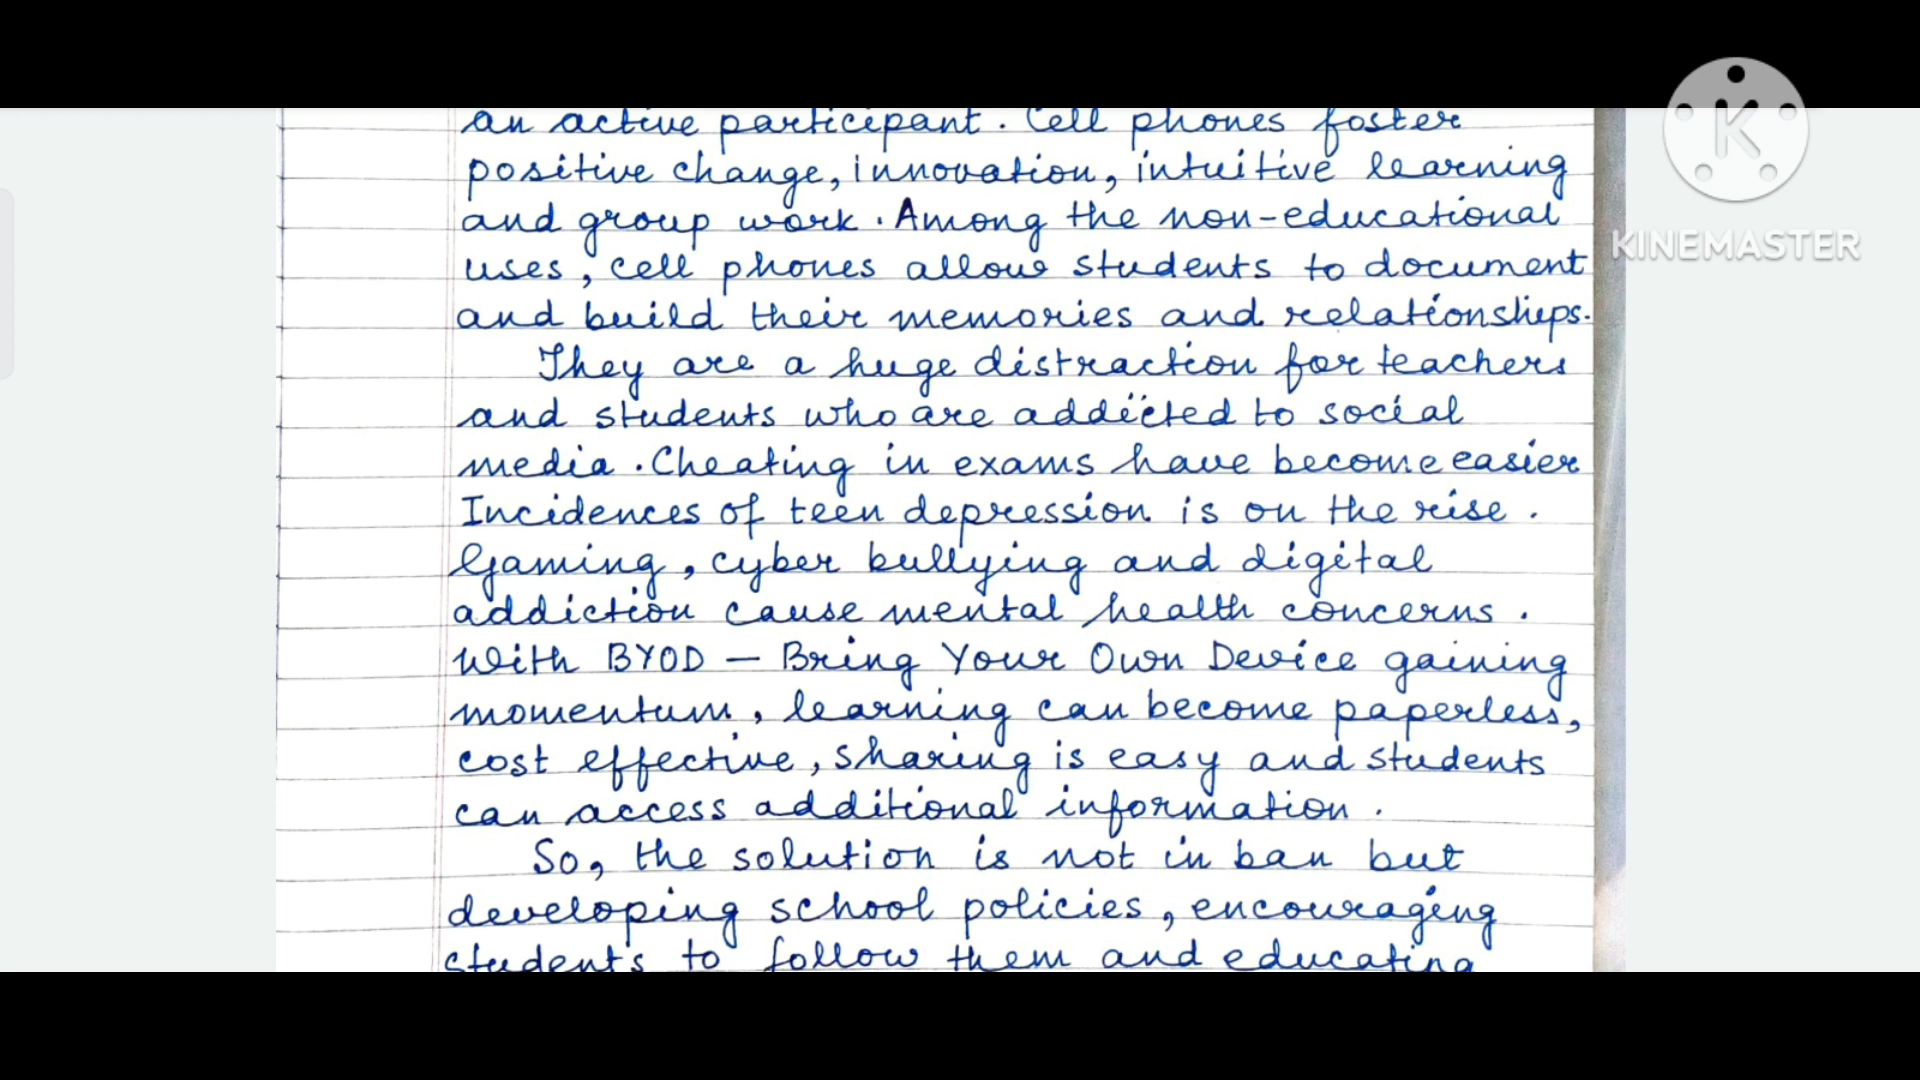 an active participant. Cell phones foster
KINEMASTER
positive change, innovation, intuitive learning
and group work. Among the non-educational
uses, cell phones allow students to document
and build their memories and relationships.
They are a huge distraction for teachers
and students who are addicted to social
media. Cheating in exams have become easier
Incidences of teen depression is on the rise.
Gaming, cyber bullying and digital
addiction cause mental health concerns.
With BYOD – Bring Your Own Device gaining
momentum, learning can become paperless,
cost effective, sharing is easy and students
can access additional information.
So, the solution is not in ban but
developing school policies, encouraging
students to follow them and educating